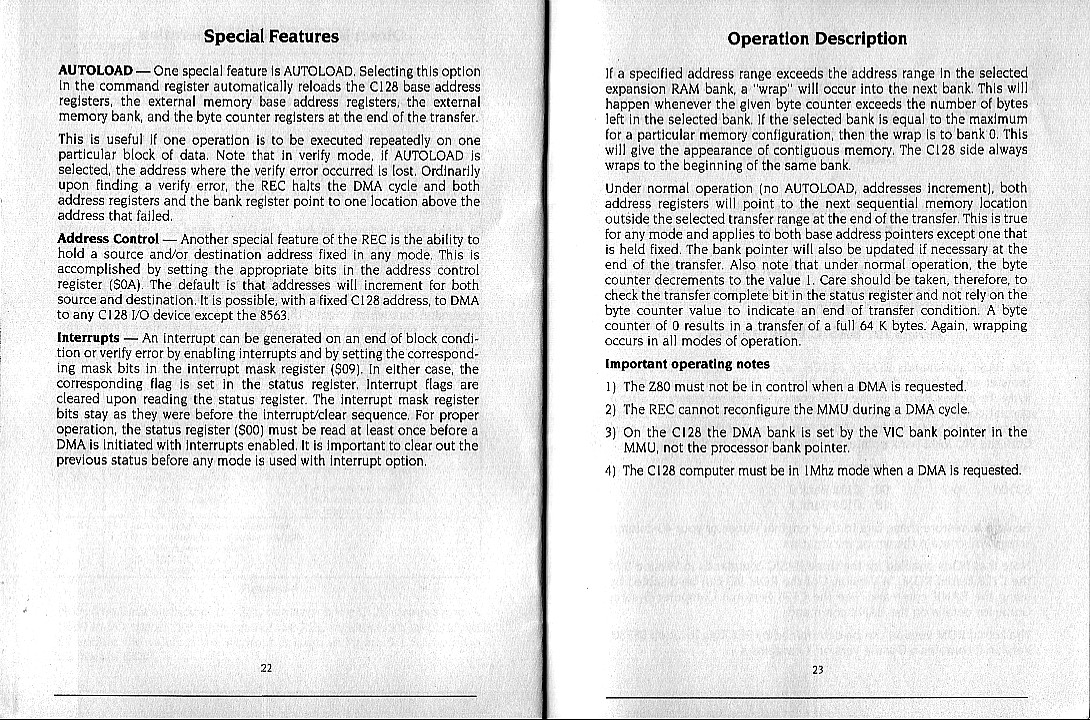 Special Features
AUTOLOAD — One special feature is AUTOLOAD. Selecting this option
in the command register automatically reloads the C128 base address
registers, the external memory base address registers, the external
memory bank, and the byte counter registers at the end of the transfer.
This is useful if one operation is to be executed repeatedly on one
particular block of data. Note that in verify mode, if AUTOLOAD is
selected, the address where the verify error occurred is lost. Ordinarily
upon finding a verify error, the REC halts the DMA cycle and both
address registers and the bank register point to one location above the
address that failed.
Address Control — Another special feature of the REC is the ability to
hold a source and/or destination address fixed in any mode. This is
accomplished by setting the appropriate bits in the address control
register ($0A). The default is that addresses will increment for both
source and destination. It is possible, with a fixed C128 address, to DMA
to any C128 I/O device except the 8563.
Interrupts — An interrupt can be generated on an end of block condi-
tion or verify error by enabling interrupts and by setting the correspond-
ing mask bits in the interrupt mask register ($09). In either case, the
corresponding flag is set in the status register. Interrupt flags are
cleared upon reading the status register. The interrupt mask register
bits stay as they were before the interrupt/clear sequence. For proper
operation, the status register ($00) must be read at least once before a
DMA is initiated with interrupts enabled. It is important to clear out the
previous status before any mode is used with interrupt option.
22
Operation Description
If a specified address range exceeds the address range in the selected
expansion RAM bank, a "wrap" will occur into the next bank. This will
happen whenever the given byte counter exceeds the number of bytes
left in the selected bank. If the selected bank is equal to the maximum
for a particular memory configuration, then the wrap is to bank 0. This
will give the appearance of contiguous memory. The C128 side always
wraps to the beginning of the same bank.
Under normal operation (no AUTOLOAD, addresses increment), both
address registers will point to the next sequential memory location
outside the selected transfer range at the end of the transfer. This is true
for any mode and applies to both base address pointers except one that
is held fixed. The bank pointer will also be updated if necessary at the
end of the transfer. Also note that under normal operation, the byte
counter decrements to the value 1. Care should be taken, therefore, to
check the transfer complete bit in the status register and not rely on the
byte counter value to indicate an end of transfer condition. A byte
counter of 0 results in a transfer of a full 64 K bytes. Again, wrapping
occurs in all modes of operation.
Important operating notes
1) The Z80 must not be in control when a DMA is requested.
2) The REC cannot reconfigure the MMU during a DMA cycle.
3) On the C128 the DMA bank is set by the VIC bank pointer in the
MMU, not the processor bank pointer.
4) The C128 computer must be in 1Mhz mode when a DMA is requested.
23